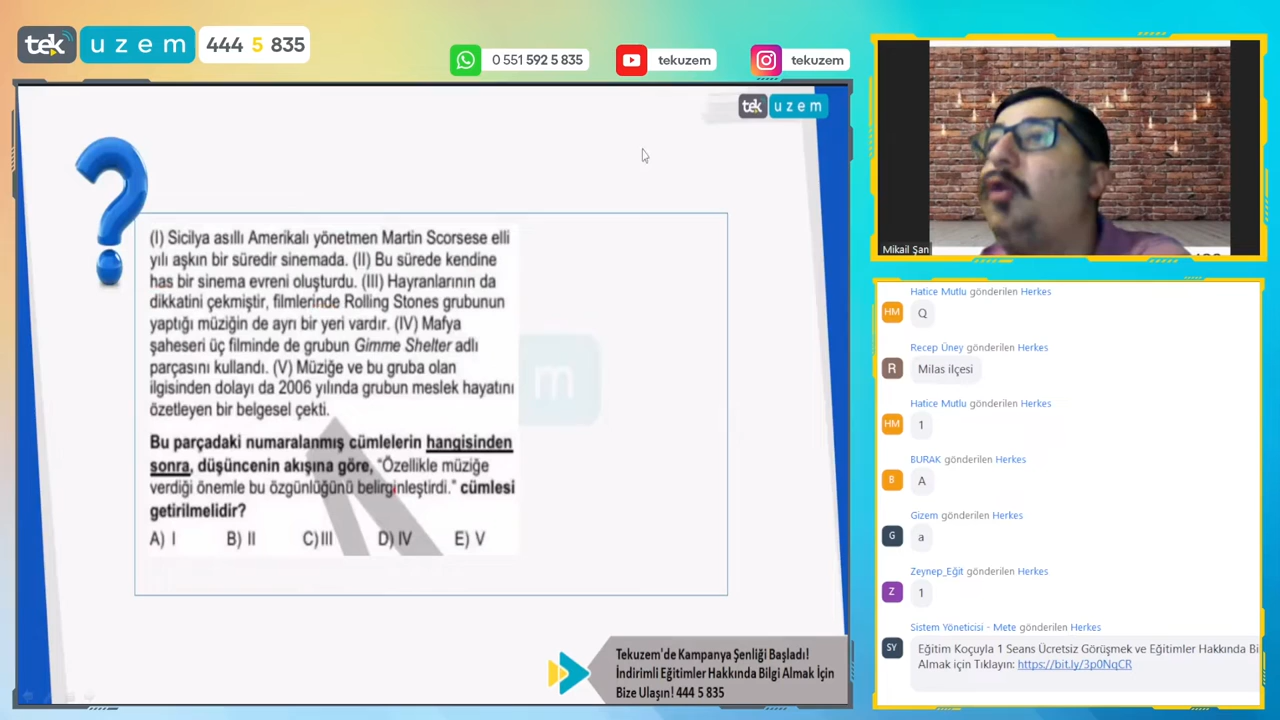 tek uzem 444 5 835
0 551 592 5 835
tekuzem
tekuzem
tek uzem
(I) Sicilya asıllı Amerikalı yönetmen Martin Scorsese elli
yılı aşkın bir süredir sinemada. (II) Bu sürede kendine
has bir sinema evreni oluşturdu. (III) Hayranlarının da
dikkatini çekmiştir, filmlerinde Rolling Stones grubunun
yaptığı müziğin de ayrı bir yeri vardır. (IV) Mafya
şaheseri üç filminde de grubun Gimme Shelter adlı
parçasını kullandı. (V) Müziğe ve bu gruba olan
ilgisinden dolayı da 2006 yılında grubun meslek hayatını
özetleyen bir belgesel çekti.
Bu parçadaki numaralanmış cümlelerin hangisinden
sonra, düşüncenin akışına göre, “Özellikle müziğe
verdiği önemle bu özgünlüğünü belirginleştirdi.” cümlesi
getirilmelidir?
A) I B) II C) III D) IV E) V
m
Tekuzem'de Kampanya Şenliği Başladı!
İndirimli Eğitimler Hakkında Bilgi Almak İçin
Bize Ulaşın! 444 5 835
Mikail Şan
Hatice Mutlu gönderilen Herkes
HM Q
Recep Üney gönderilen Herkes
R Milas ilçesi
Hatice Mutlu gönderilen Herkes
HM 1
BURAK gönderilen Herkes
B A
Gizem gönderilen Herkes
G a
Zeynep_Eğit gönderilen Herkes
Z 1
Sistem Yöneticisi - Mete gönderilen Herkes
SY Eğitim Koçuyla 1 Seans Ücretsiz Görüşmek ve Eğitimler Hakkında Bi
Almak için Tıklayın: https://bit.ly/3p0NqCR